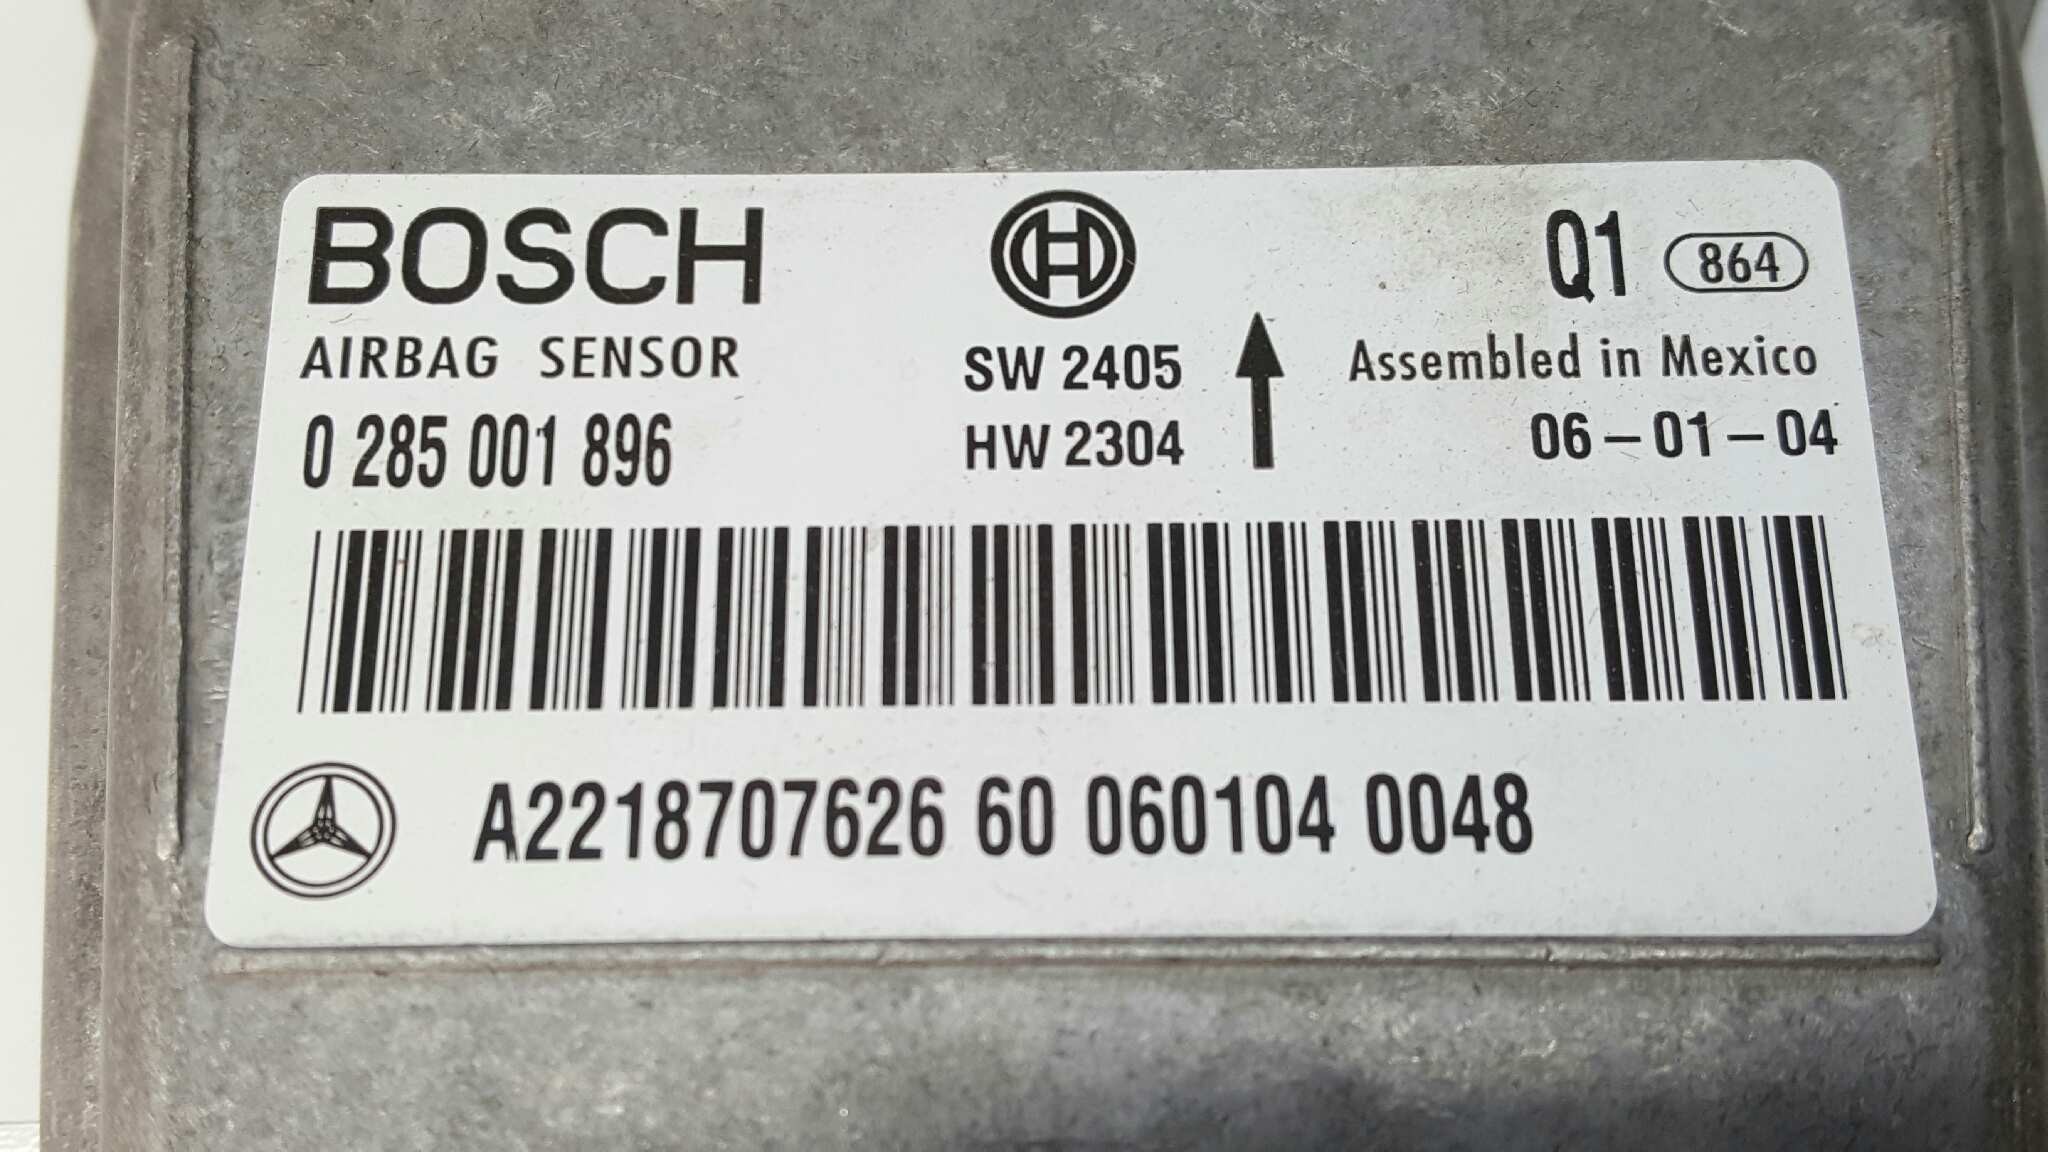 BOSCH Q1 864
AIRBAG SENSOR SW 2405 Assembled in Mexico
0 285 001 896 HW 2304 06-01-04
A2218707626 60 060104 0048